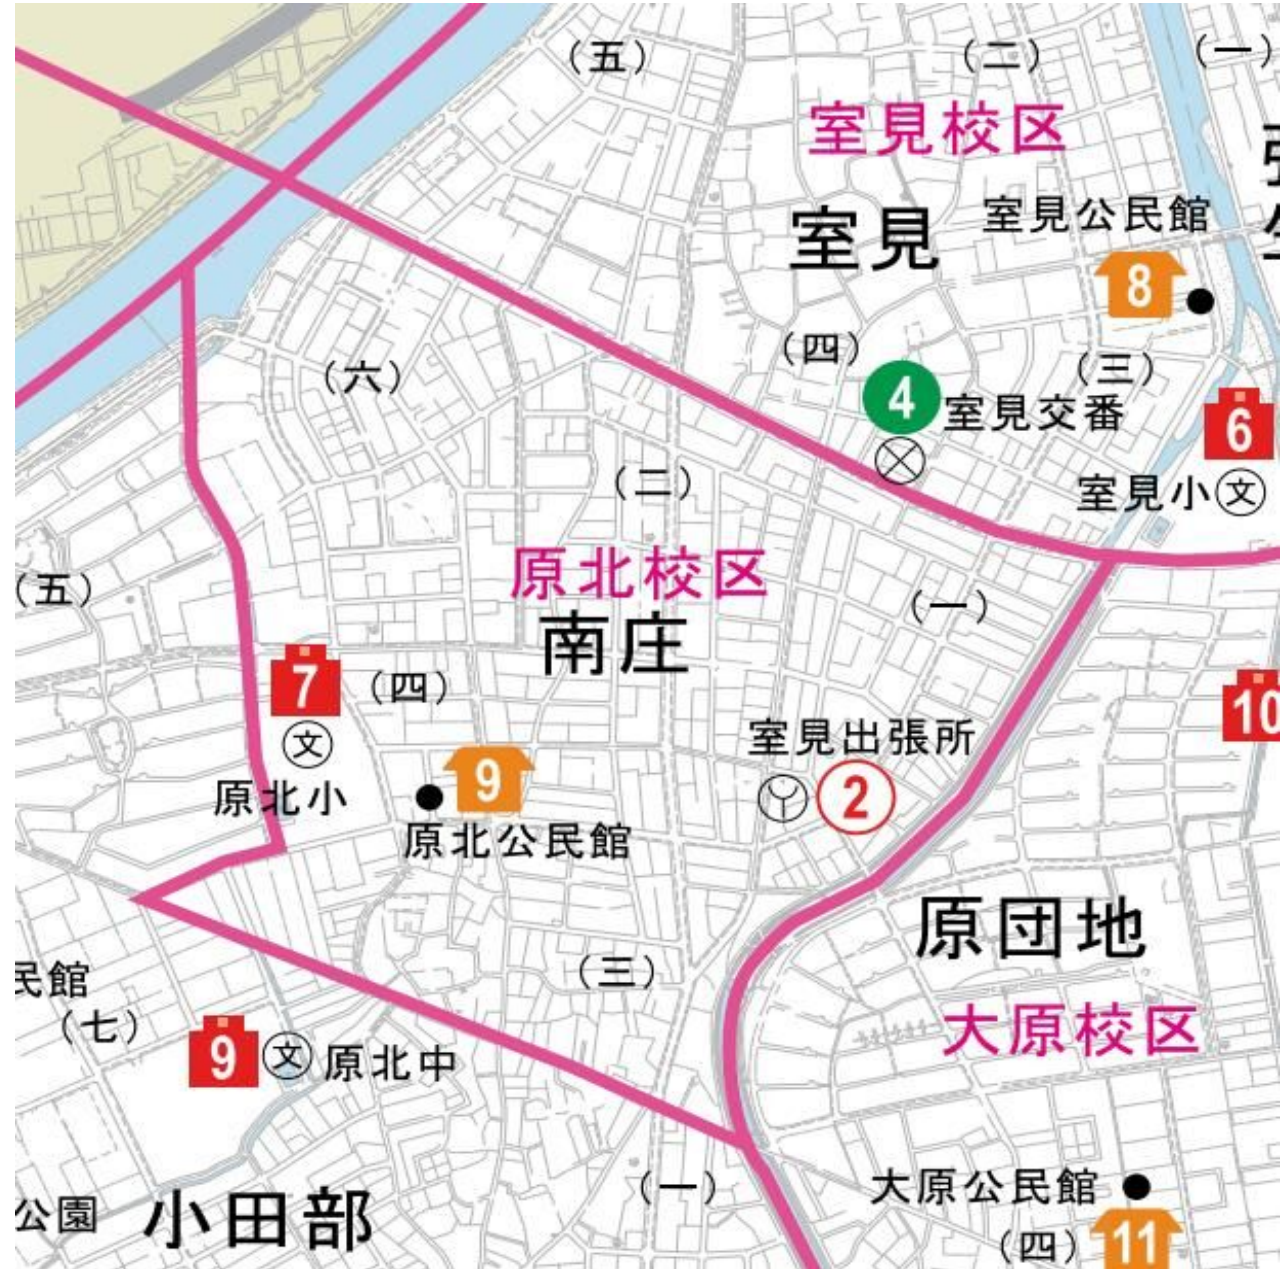 (五)
(二)
(一)
室見校区
室見
室見公民館
8
(四)
(三)
(六)
4
室見交番
6
室見小
文
(二)
原北校区
(五)
(一)
南庄
7
(四)
10
文
室見出張所
原北小
9
2
原北公民館
原団地
民館
(三)
(七)
大原校区
9
文
原北中
(一)
大原公民館
公園
小田部
(四)
11